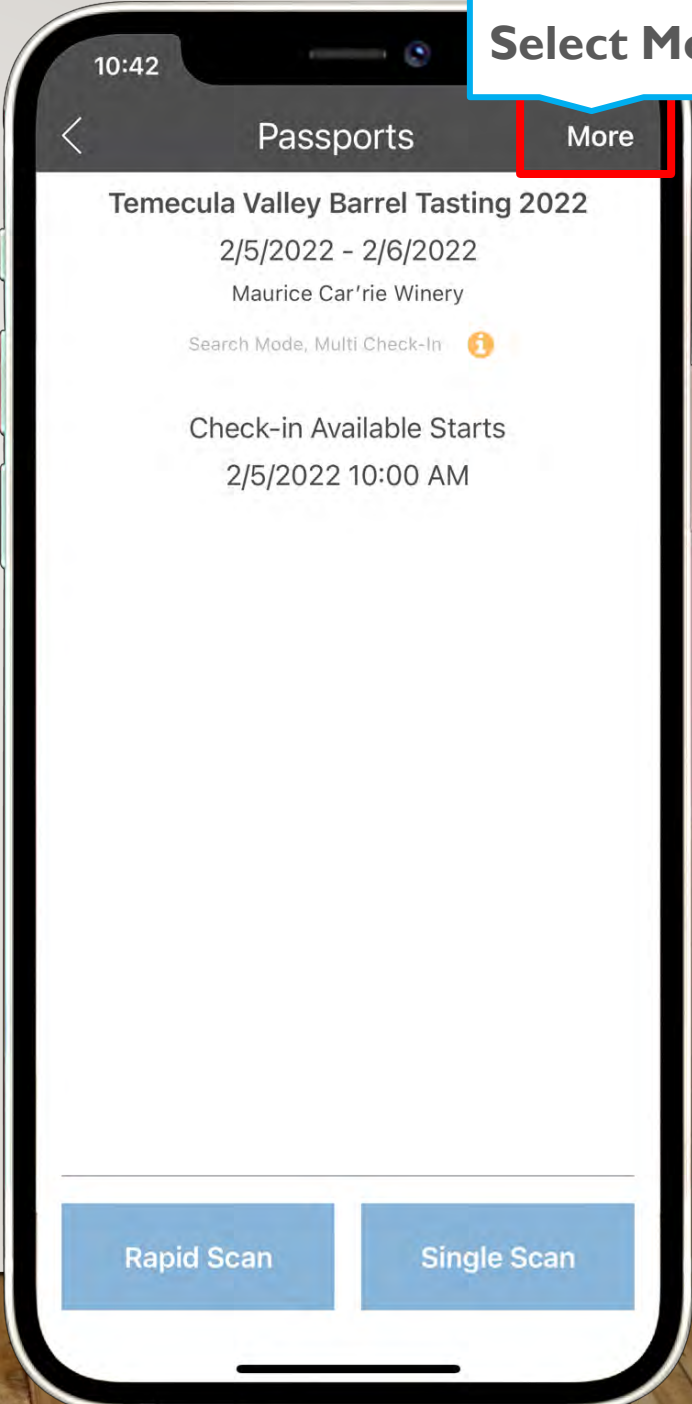 Select
10:42
Passports
More
Temecula Valley Barrel Tasting 2022
2/5/2022 - 2/6/2022
Maurice Car'rie Winery
Search Mode, Multi Check-In
Check-in Available Starts
2/5/2022 10:00 AM
Rapid Scan
Single Scan